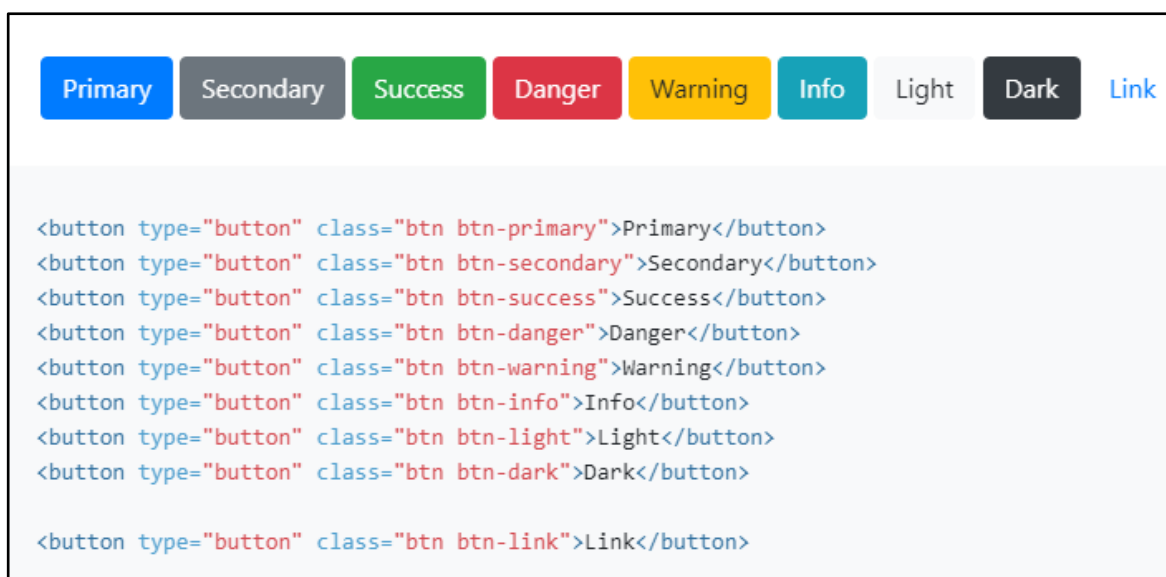 Primary Secondary Success Danger Warning Info Light Dark Link
<button type="button" class="btn btn-primary">Primary</button>
<button type="button" class="btn btn-secondary">Secondary</button>
<button type="button" class="btn btn-success">Success</button>
<button type="button" class="btn btn-danger">Danger</button>
<button type="button" class="btn btn-warning">Warning</button>
<button type="button" class="btn btn-info">Info</button>
<button type="button" class="btn btn-light">Light</button>
<button type="button" class="btn btn-dark">Dark</button>
<button type="button" class="btn btn-link">Link</button>